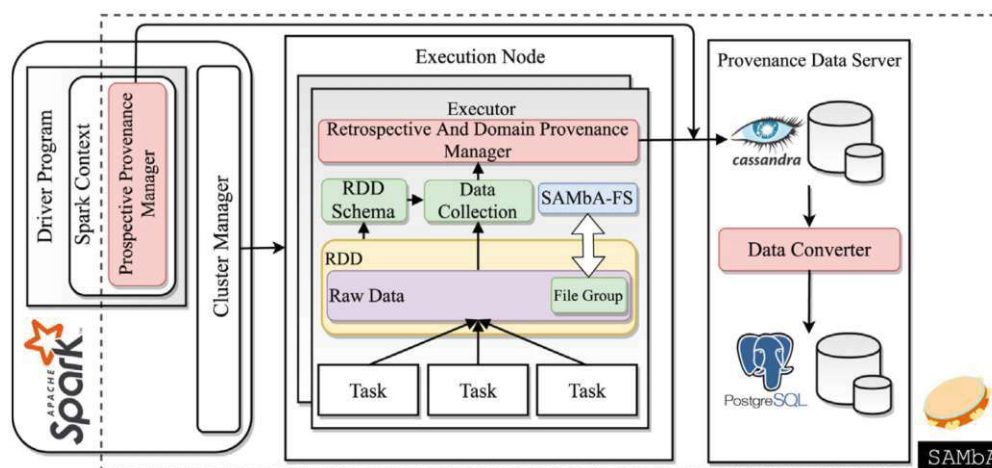 Driver Program
Spark Context
Prospective Provenance
Manager
Cluster Manager
APACHE
Spark
Execution Node
Executor
Retrospective And Domain Provenance
Manager
RDD
Schema
Data
Collection
SAMbA-FS
RDD
Raw Data
File Group
Task
Task
Task
Provenance Data Server
cassandra
Data Converter
PostgreSQL
SAMbA